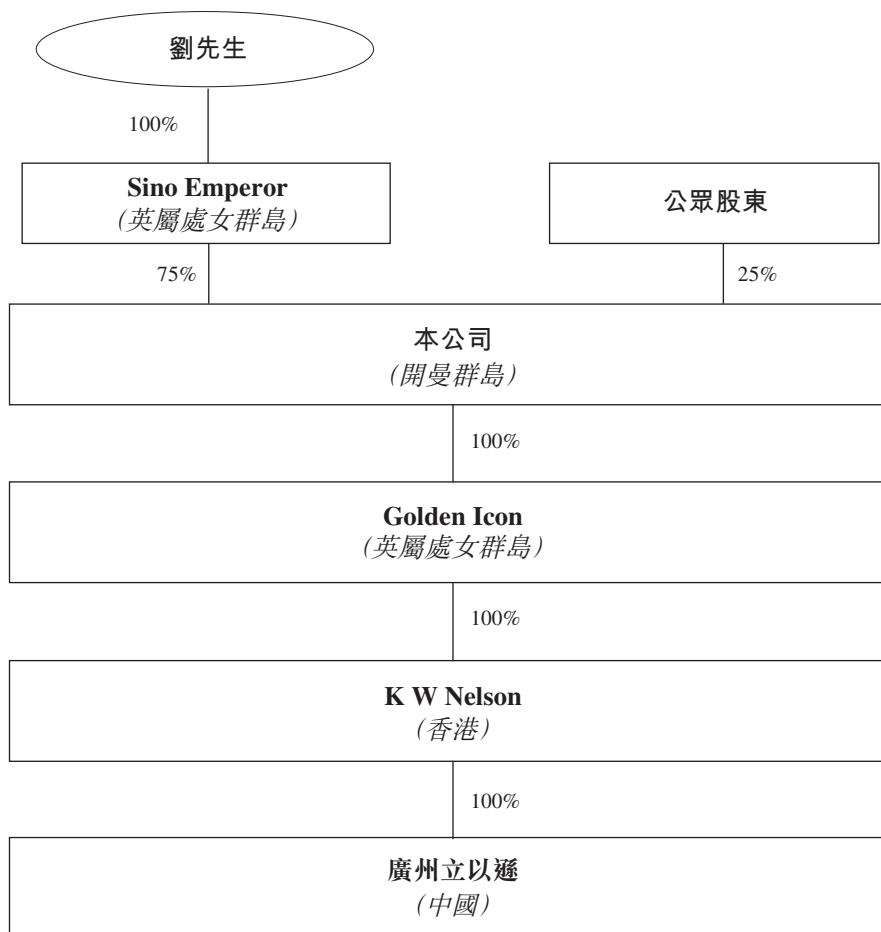 劉先生
100%
Sino Emperor
(英屬處女群島)
公眾股東
75%
25%
本公司
(開曼群島)
100%
Golden Icon
(英屬處女群島)
100%
K W Nelson
(香港)
100%
廣州立以遜
(中國)